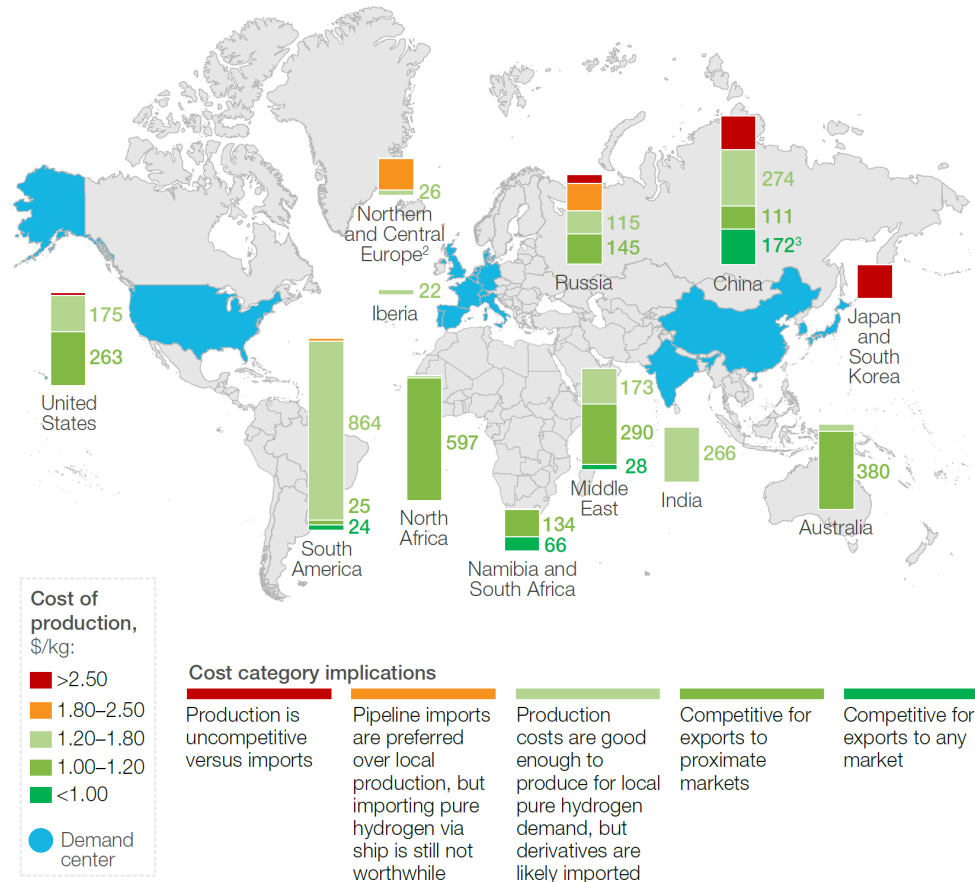 26
Northern
and Central
Europe²
22
Iberia
115
145
Russia
274
111
172³
China
Japan
and
South
Korea
175
263
United
States
864
25
24
South
America
597
North
Africa
134
66
Namibia and
South Africa
173
290
28
Middle
East
266
India
380
Australia
Cost of
production,
$/kg:
>2.50
1.80–2.50
1.20–1.80
1.00–1.20
<1.00
Demand
center
Cost category implications
Production is
uncompetitive
versus imports
Pipeline imports
are preferred
over local
production, but
importing pure
hydrogen via
ship is still not
worthwhile
Production
costs are good
enough to
produce for local
pure hydrogen
demand, but
derivatives are
likely imported
Competitive for
exports to
proximate
markets
Competitive for
exports to any
market